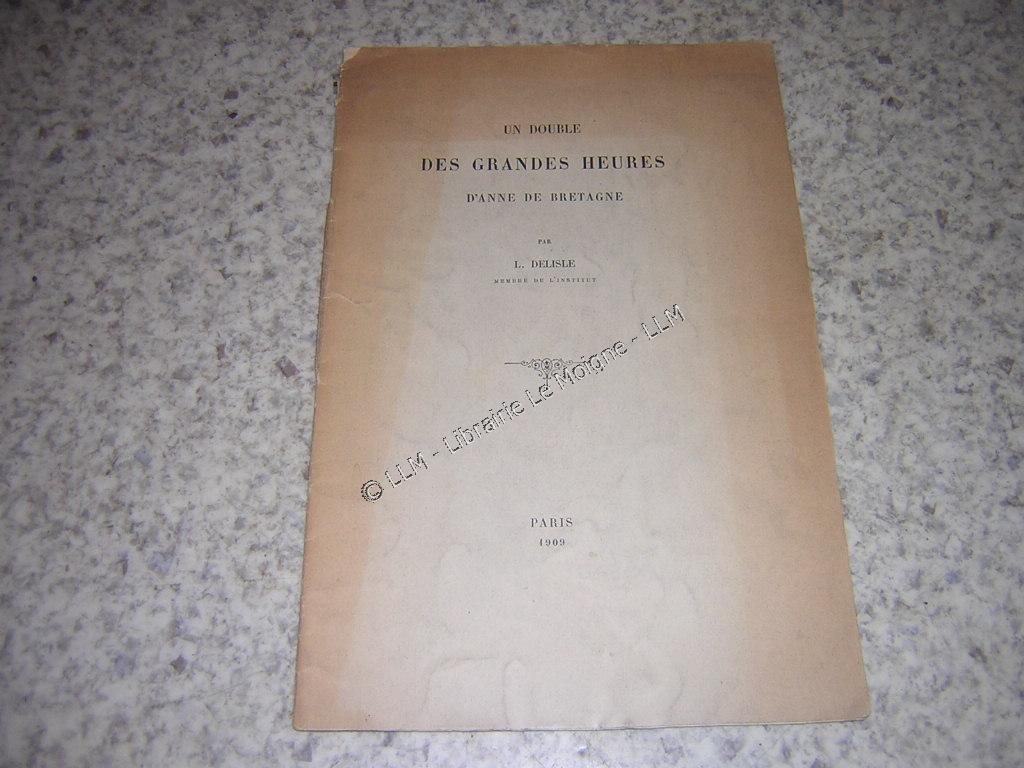 UN DOUBLE
DES GRANDES HEURES
D'ANNE DE BRETAGNE
PAR
L. DELISLE
MEMBRE DE L'INSTITUT
© LLM - Librairie Le Moigne - LLM
PARIS
1909